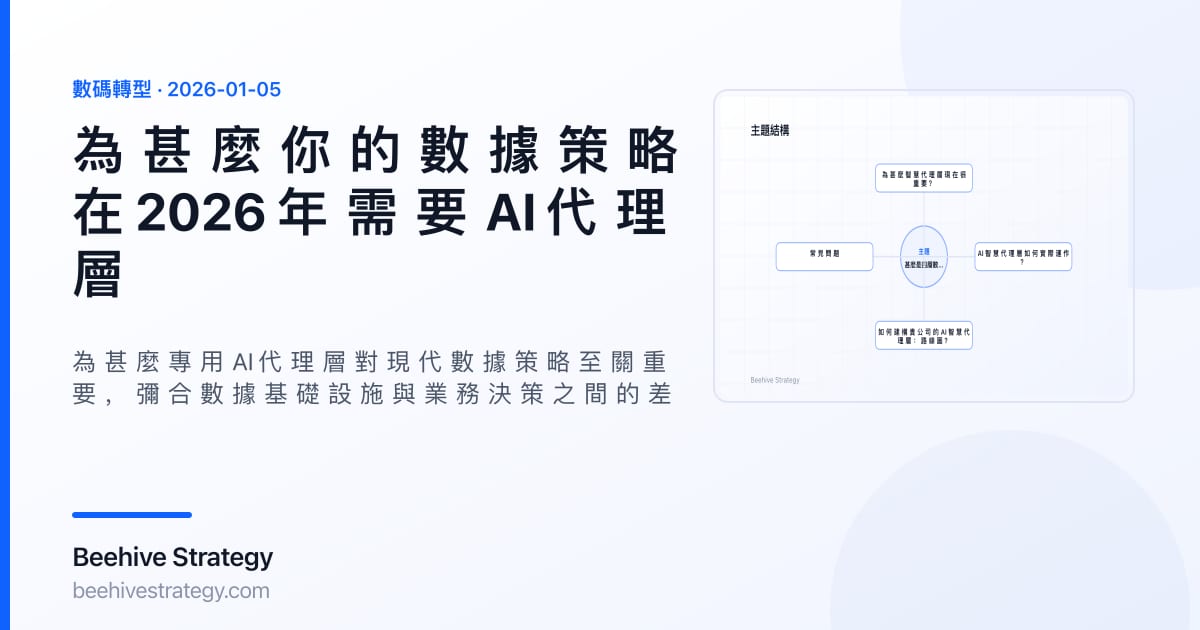 數碼轉型 · 2026-01-05
為甚麼你的數據策略
在2026年需要AI代理
層
為甚麼專用AI代理層對現代數據策略至關重
要，彌合數據基礎設施與業務決策之間的差
Beehive Strategy
beehivestrategy.com
主題結構
為甚麼智慧代理層現在很
重要？
常見問題
主題
甚麼是
AI智慧代理層如何實際運作
？
如何建構貴公司的AI智慧代
理層：路線圖？
Beehive Strategy